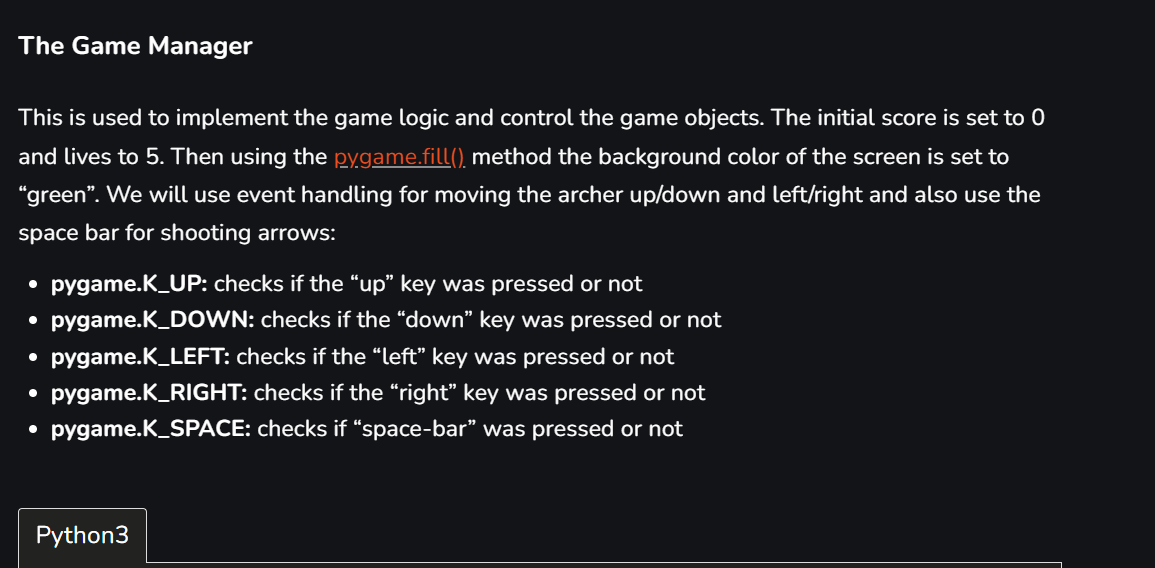 The Game Manager
This is used to implement the game logic and control the game objects. The initial score is set to 0
and lives to 5. Then using the pygame.fill() method the background color of the screen is set to
“green”. We will use event handling for moving the archer up/down and left/right and also use the
space bar for shooting arrows:
• pygame.K_UP: checks if the “up” key was pressed or not
• pygame.K_DOWN: checks if the “down” key was pressed or not
• pygame.K_LEFT: checks if the “left” key was pressed or not
• pygame.K_RIGHT: checks if the “right” key was pressed or not
• pygame.K_SPACE: checks if “space-bar” was pressed or not
Python3